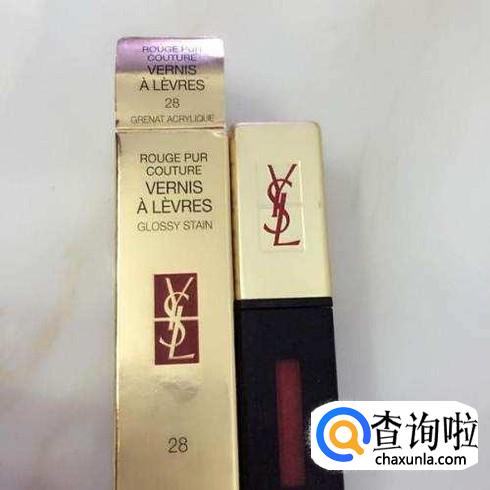 ROUGE PUR
COUTURE
VERNIS
À LÈVRES
28
GRENAT ACRYLIQUE
ROUGE PUR
COUTURE
VERNIS
À LÈVRES
GLOSSY STAIN
YSL
28
YSL
查询啦
chaxunla.com